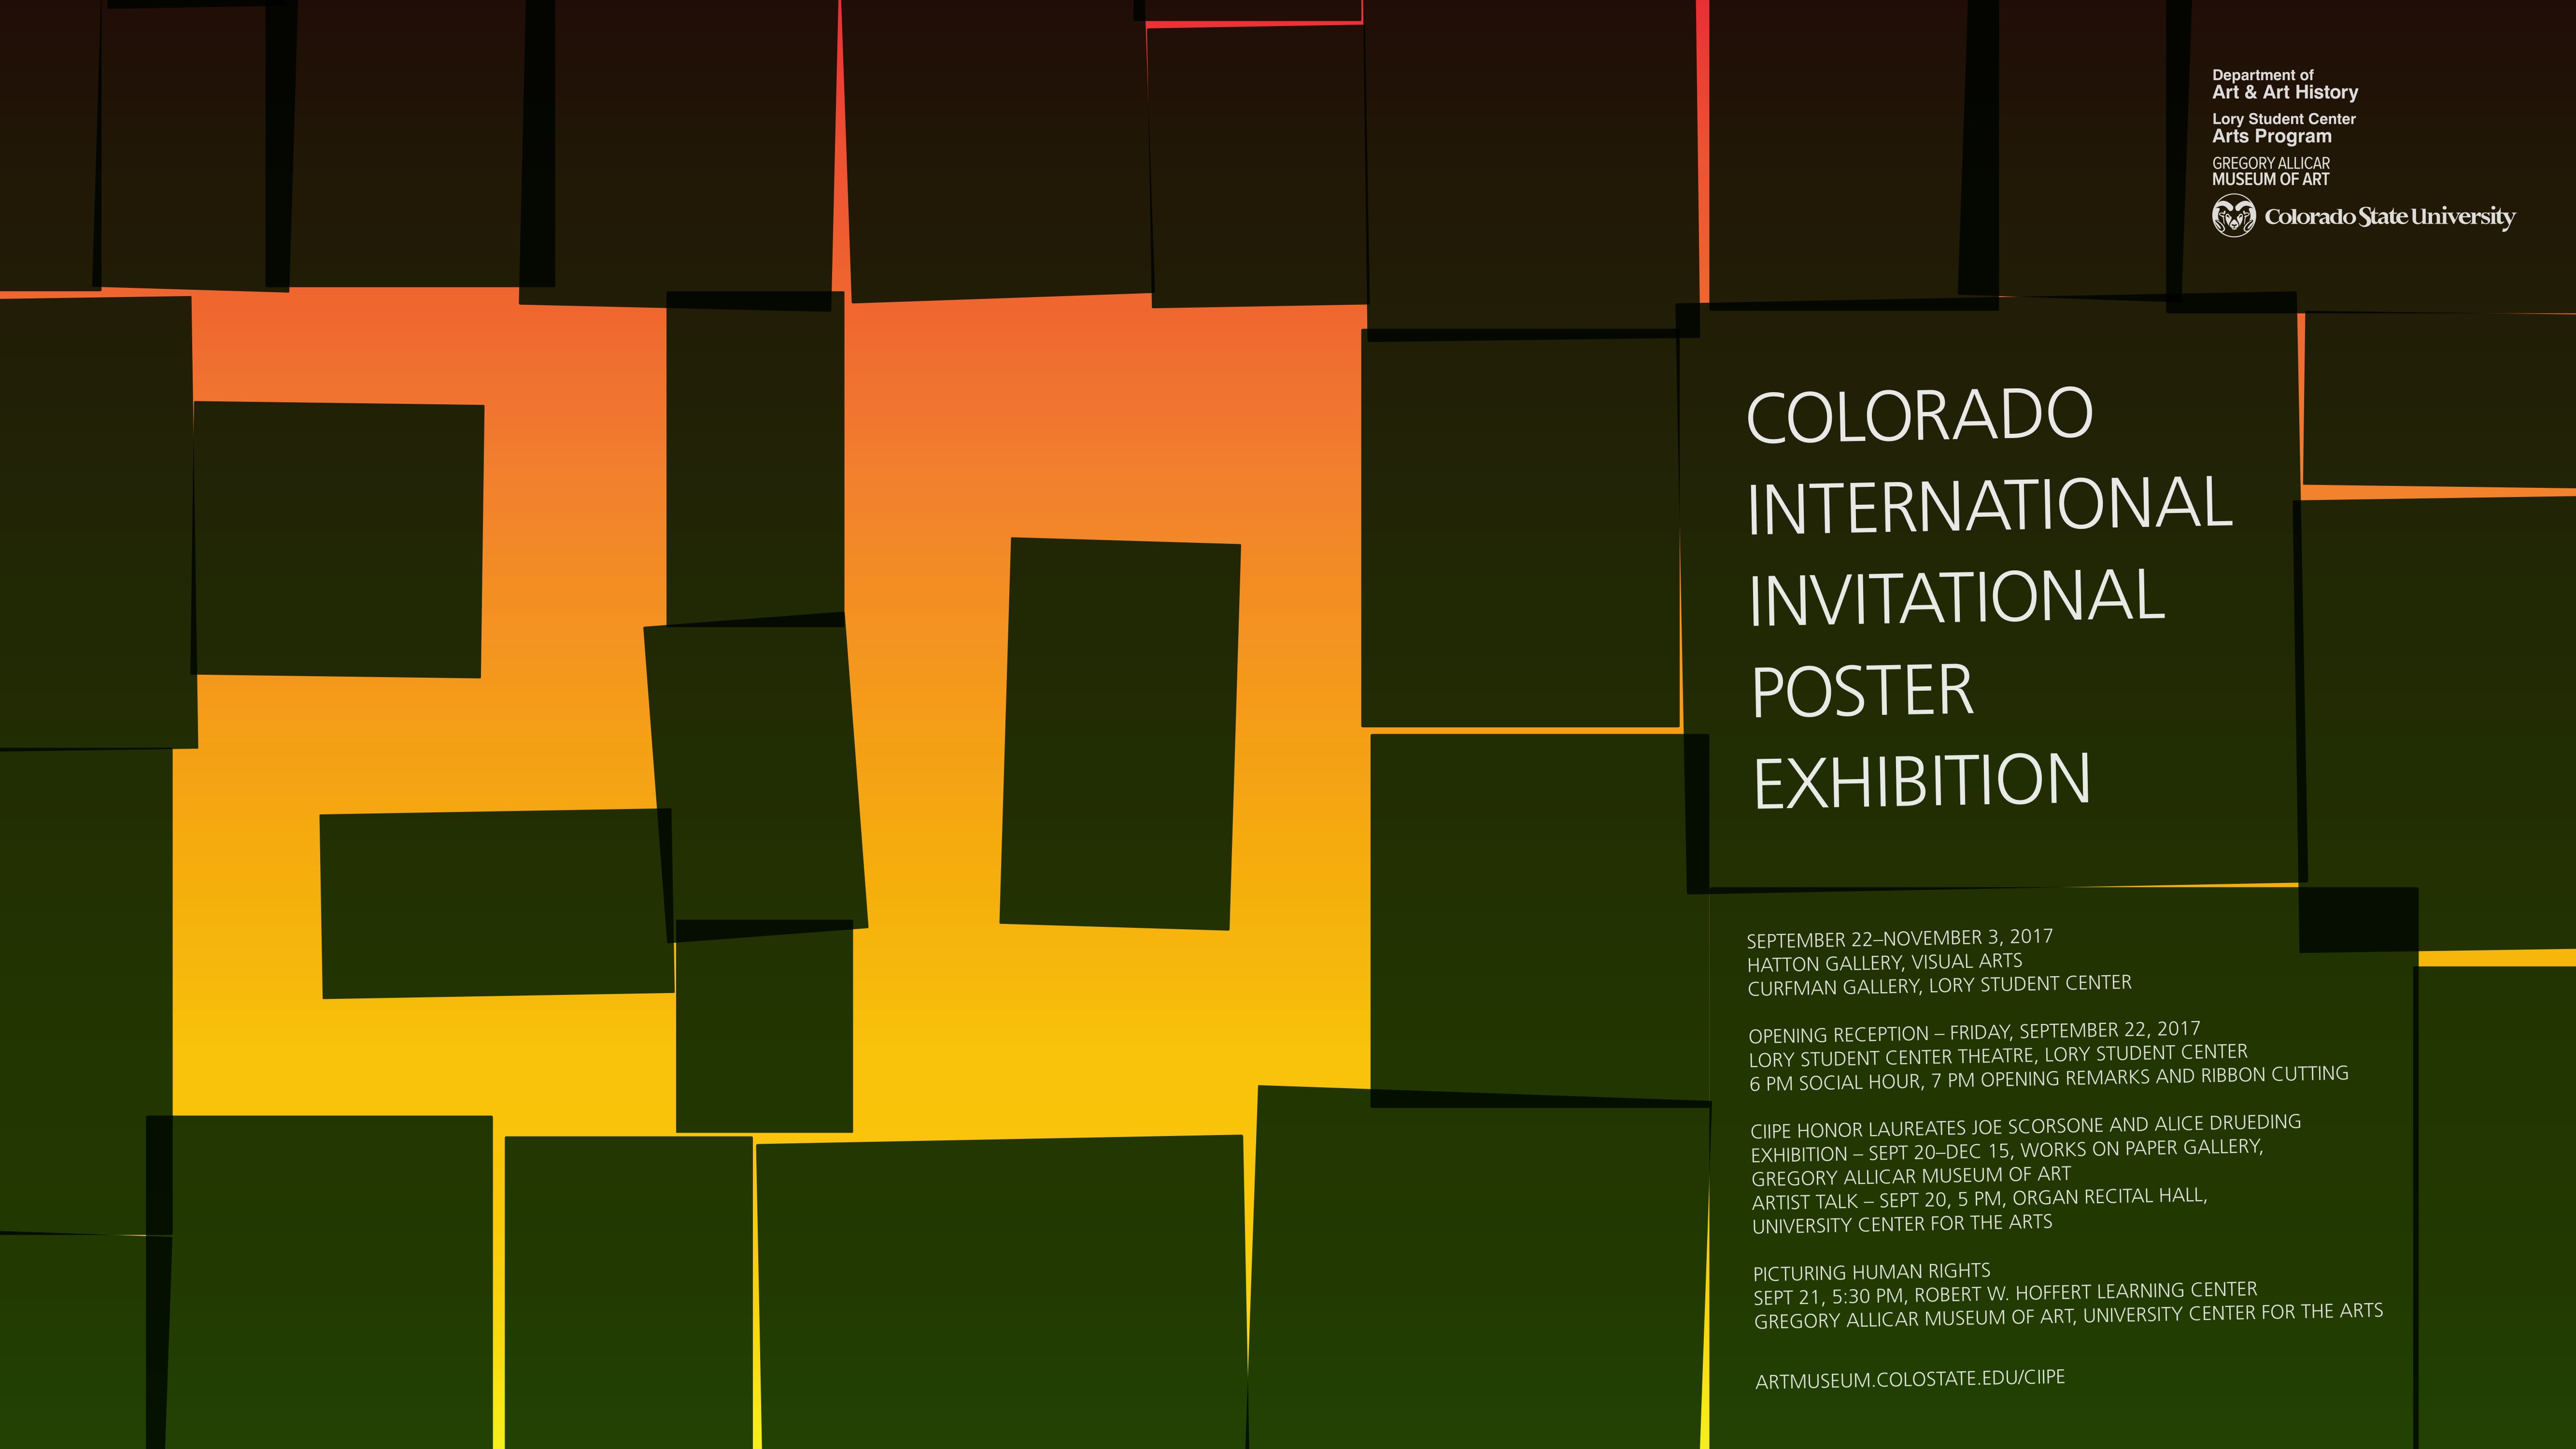 Department of
Art & Art History
Lory Student Center
Arts Program
GREGORY ALLICAR
MUSEUM OF ART
Colorado State University
COLORADO
INTERNATIONAL
INVITATIONAL
POSTER
EXHIBITION
SEPTEMBER 22–NOVEMBER 3, 2017
HATTON GALLERY, VISUAL ARTS
CURFMAN GALLERY, LORY STUDENT CENTER
OPENING RECEPTION – FRIDAY, SEPTEMBER 22, 2017
LORY STUDENT CENTER THEATRE, LORY STUDENT CENTER
6 PM SOCIAL HOUR, 7 PM OPENING REMARKS AND RIBBON CUTTING
CIIPE HONOR LAUREATES JOE SCORSONE AND ALICE DRUEDING
EXHIBITION – SEPT 20–DEC 15, WORKS ON PAPER GALLERY,
GREGORY ALLICAR MUSEUM OF ART
ARTIST TALK – SEPT 20, 5 PM, ORGAN RECITAL HALL,
UNIVERSITY CENTER FOR THE ARTS
PICTURING HUMAN RIGHTS
SEPT 21, 5:30 PM, ROBERT W. HOFFERT LEARNING CENTER
GREGORY ALLICAR MUSEUM OF ART, UNIVERSITY CENTER FOR THE ARTS
ARTMUSEUM.COLOSTATE.EDU/CIIPE
20